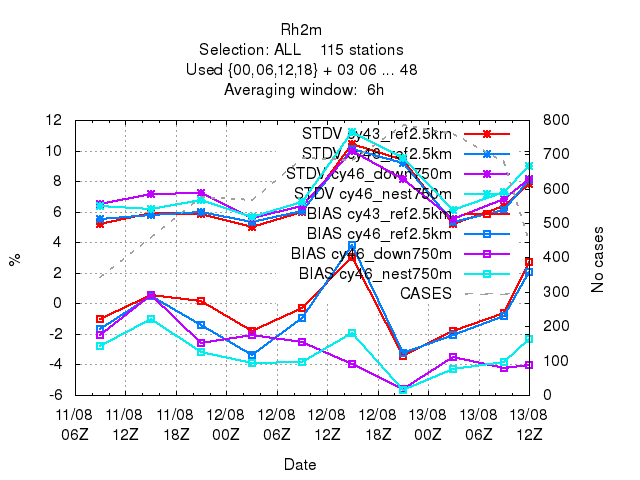 Rh2m
Selection: ALL    115 stations
Used {00,06,12,18} + 03 06 ... 48
Averaging window:  6h
STDV cy43_ref2.5km
STDV cy46_ref2.5km
STDV cy46_down750m
STDV cy46_nest750m
BIAS cy43_ref2.5km
BIAS cy46_ref2.5km
BIAS cy46_down750m
BIAS cy46_nest750m
CASES
12
10
8
6
4
2
0
-2
-4
-6
%
800
700
600
500
400
300
200
100
0
No cases
11/08 11/08 11/08 12/08 12/08 12/08 12/08 13/08 13/08 13/08
06Z 12Z 18Z 00Z 06Z 12Z 18Z 00Z 06Z 12Z
Date